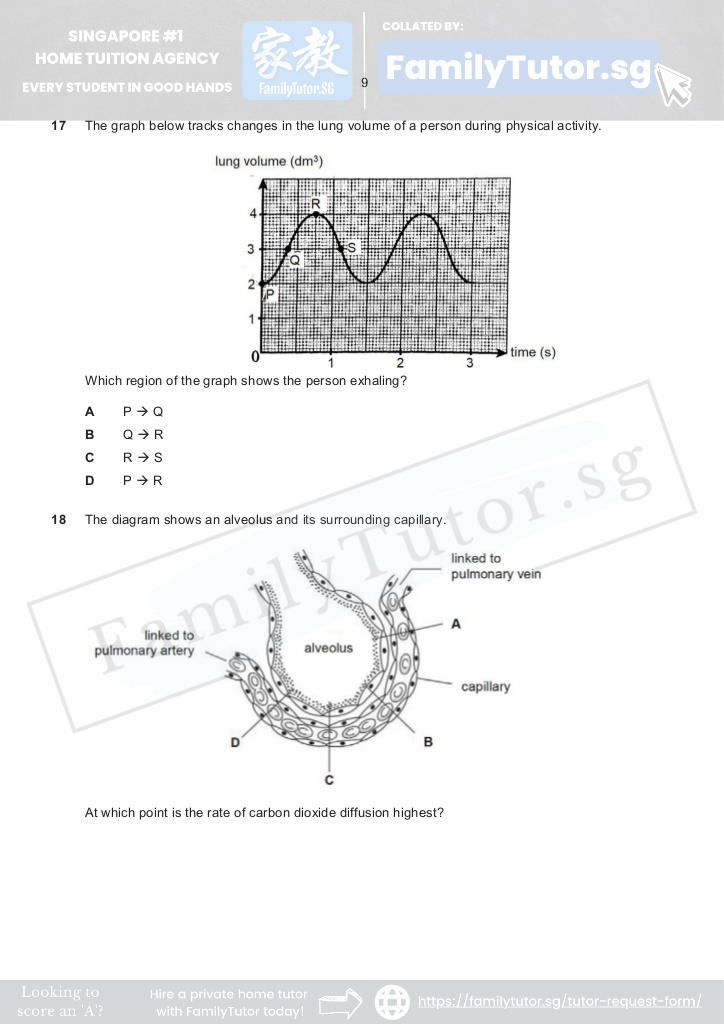 SINGAPORE #1
HOME TUITION AGENCY
EVERY STUDENT IN GOOD HANDS
家教
FamilyTutor.SG
COLLATED BY:
FamilyTutor.sg
9
17 The graph below tracks changes in the lung volume of a person during physical activity.
lung volume (dm³)
4
3
2
1
0
R
Q
S
P
1 2 3
time (s)
Which region of the graph shows the person exhaling?
A P → Q
B Q → R
C R → S
D P → R
18 The diagram shows an alveolus and its surrounding capillary.
linked to
pulmonary vein
A
linked to
pulmonary artery
alveolus
capillary
D
B
C
FamilyTutor.sg
At which point is the rate of carbon dioxide diffusion highest?
Looking to
score an 'A'?
Hire a private home tutor
with FamilyTutor today!
https://familytutor.sg/tutor-request-form/